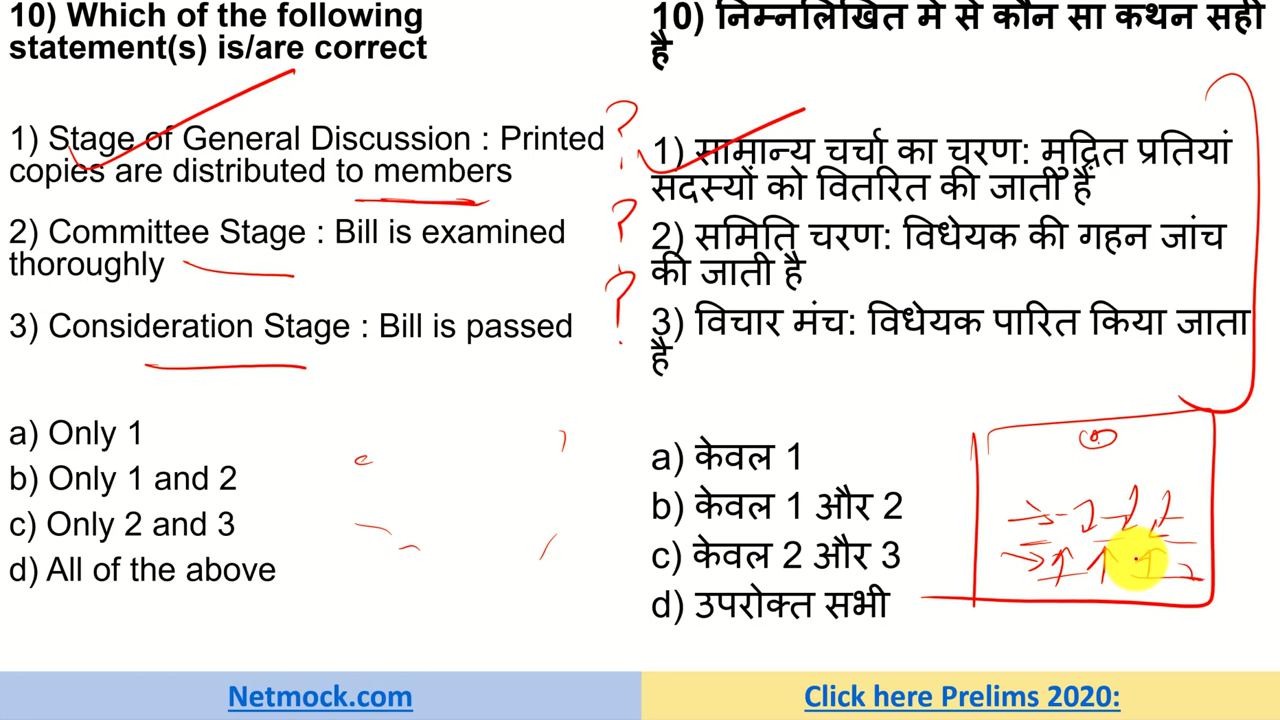 10) Which of the following
statement(s) is/are correct
1) Stage of General Discussion : Printed
copies are distributed to members
2) Committee Stage : Bill is examined
thoroughly
3) Consideration Stage : Bill is passed
a) Only 1
b) Only 1 and 2
c) Only 2 and 3
d) All of the above
10) निम्नलिखित में से कौन सा कथन सही
है
1) सामान्य चर्चा का चरण: मुद्रित प्रतियां
सदस्यों को वितरित की जाती हैं
2) समिति चरण: विधेयक की गहन जांच
की जाती है
3) विचार मंच: विधेयक पारित किया जाता
है
a) केवल 1
b) केवल 1 और 2
c) केवल 2 और 3
d) उपरोक्त सभी
? 
?
?
Netmock.com
Click here Prelims 2020: